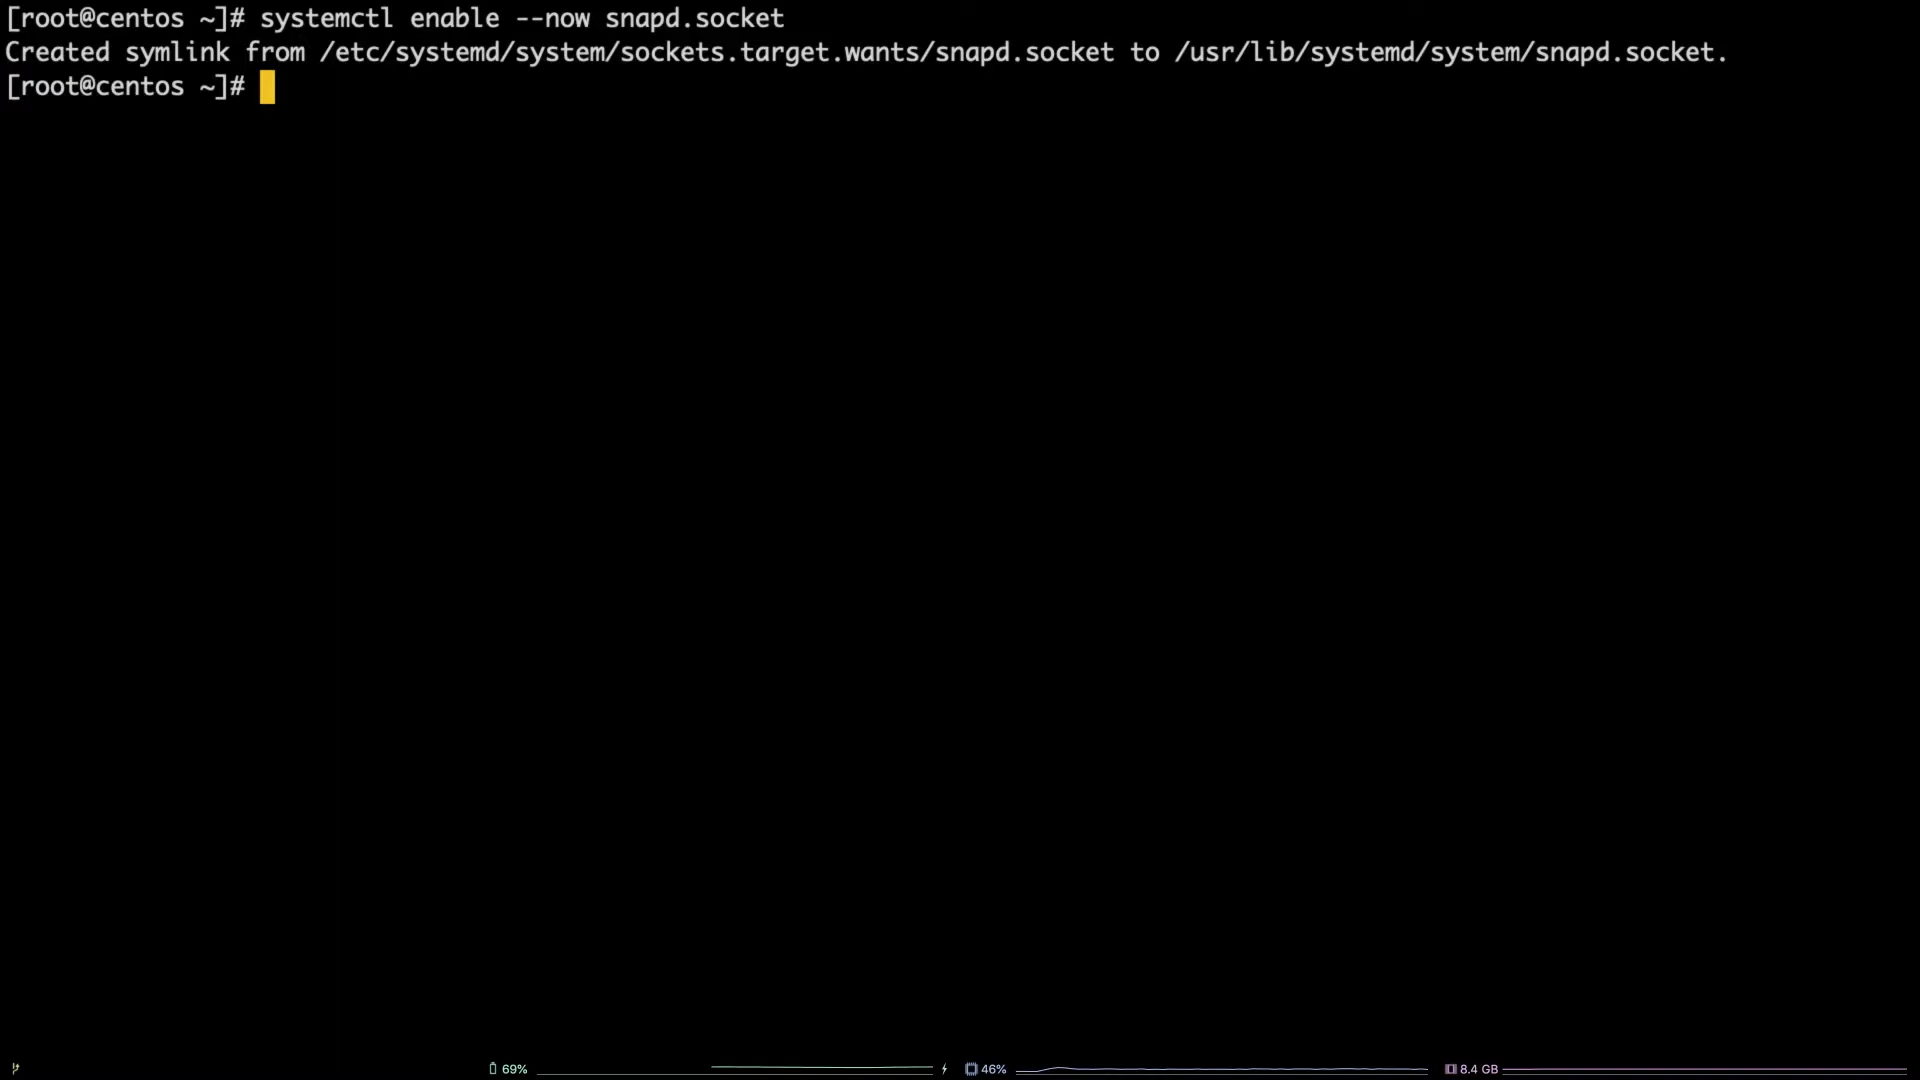 [root@centos ~]# systemctl enable --now snapd.socket
Created symlink from /etc/systemd/system/sockets.target.wants/snapd.socket to /usr/lib/systemd/system/snapd.socket.
[root@centos ~]#
69% 46% 8.4 GB